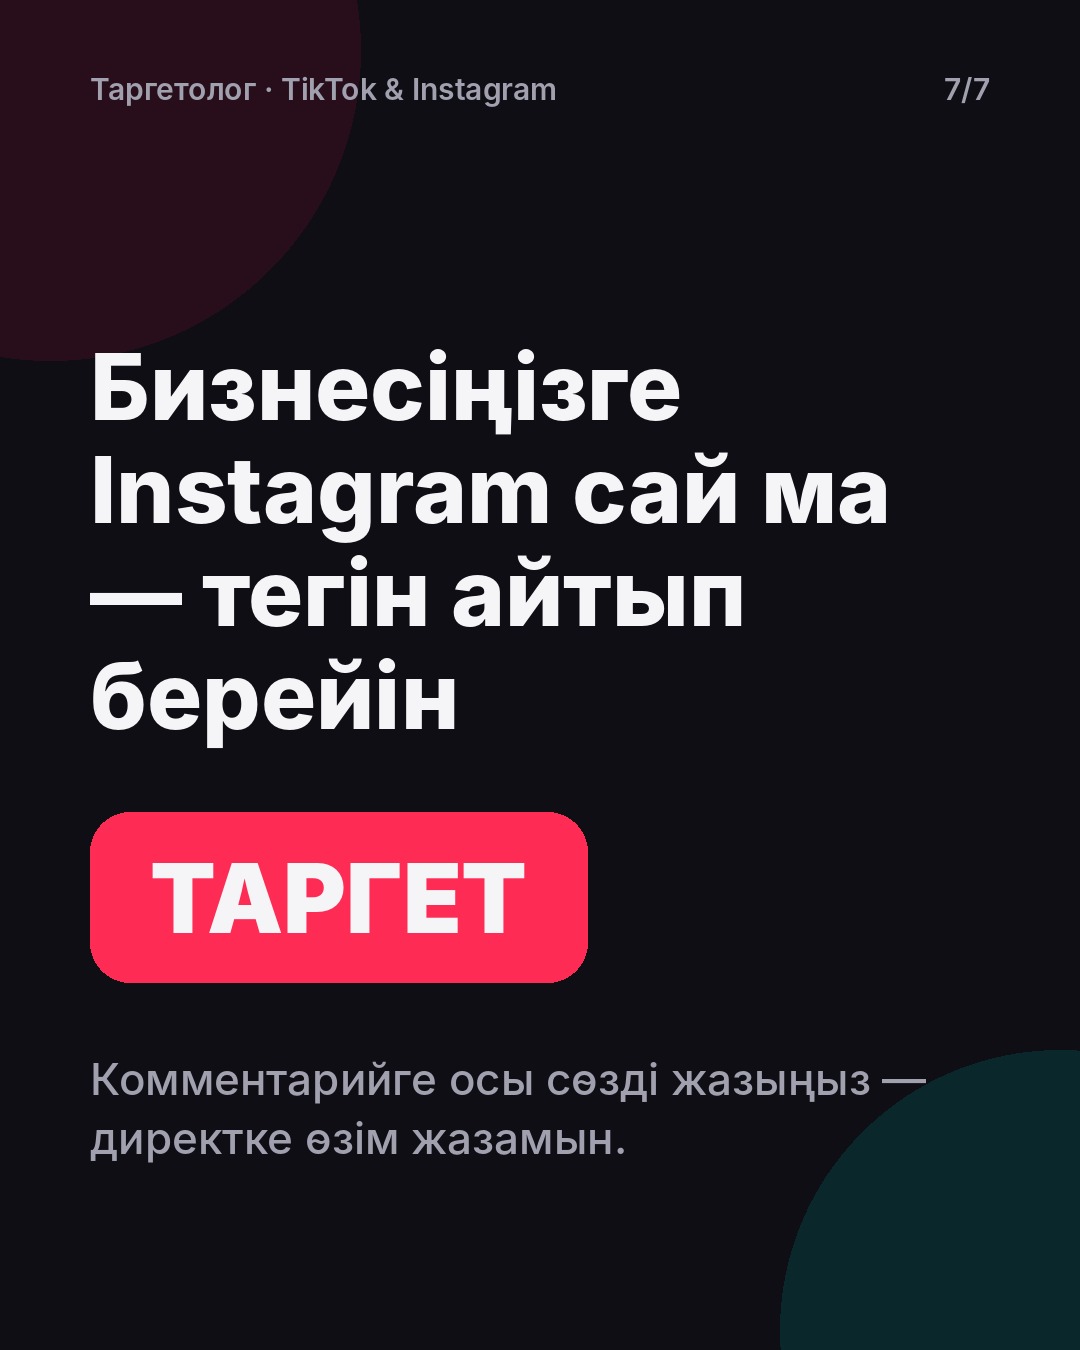 Таргетолог · TikTok & Instagram
7/7
Бизнесіңізге
Instagram сай ма
— тегін айтып
берейін
ТАРГЕТ
Комментарийге осы сөзді жазыңыз —
директке өзім жазамын.